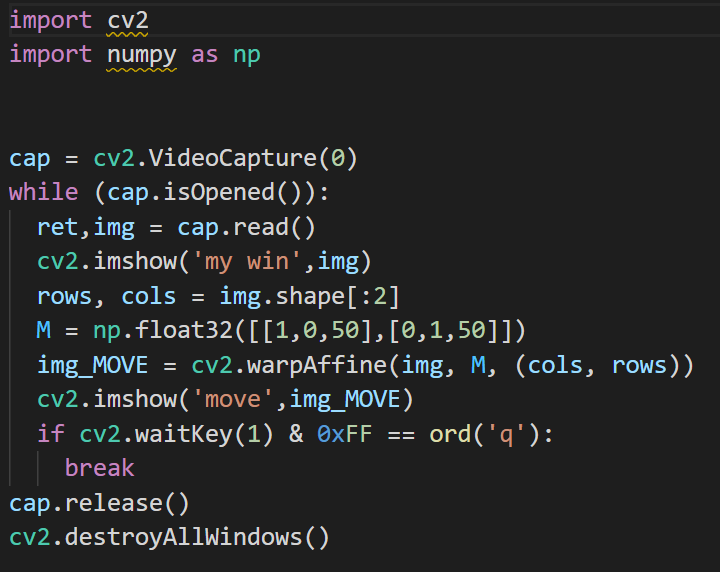 import cv2
import numpy as np
cap = cv2.VideoCapture(0)
while (cap.isOpened()):
  ret,img = cap.read()
  cv2.imshow('my win',img)
  rows, cols = img.shape[:2]
  M = np.float32([[1,0,50],[0,1,50]])
  img_MOVE = cv2.warpAffine(img, M, (cols, rows))
  cv2.imshow('move',img_MOVE)
  if cv2.waitKey(1) & 0xFF == ord('q'):
    break
cap.release()
cv2.destroyAllWindows()